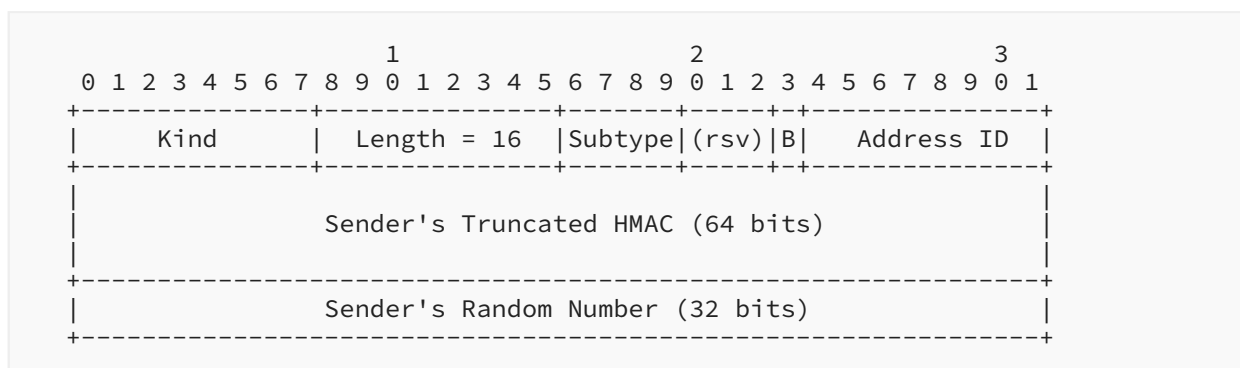 1                   2                   3
 0 1 2 3 4 5 6 7 8 9 0 1 2 3 4 5 6 7 8 9 0 1 2 3 4 5 6 7 8 9 0 1
+---------------+---------------+-------+-----+-+---------------+
|     Kind      |  Length = 16  |Subtype|(rsv)|B|   Address ID  |
+---------------+---------------+-------+-----+-+---------------+
|                                                               |
|                Sender's Truncated HMAC (64 bits)              |
|                                                               |
+---------------------------------------------------------------+
|                Sender's Random Number (32 bits)               |
+---------------------------------------------------------------+